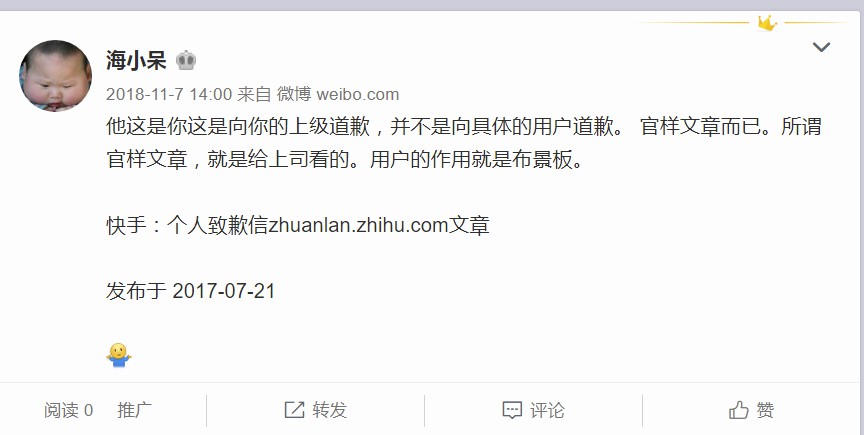 海小呆
2018-11-7 14:00 来自 微博 weibo.com
他这是你这是向你的上级道歉，并不是向具体的用户道歉。 官样文章而已。所谓
官样文章，就是给上司看的。用户的作用就是布景板。
快手：个人致歉信zhuanlan.zhihu.com文章
发布于 2017-07-21
阅读 0 推广 转发 评论 赞